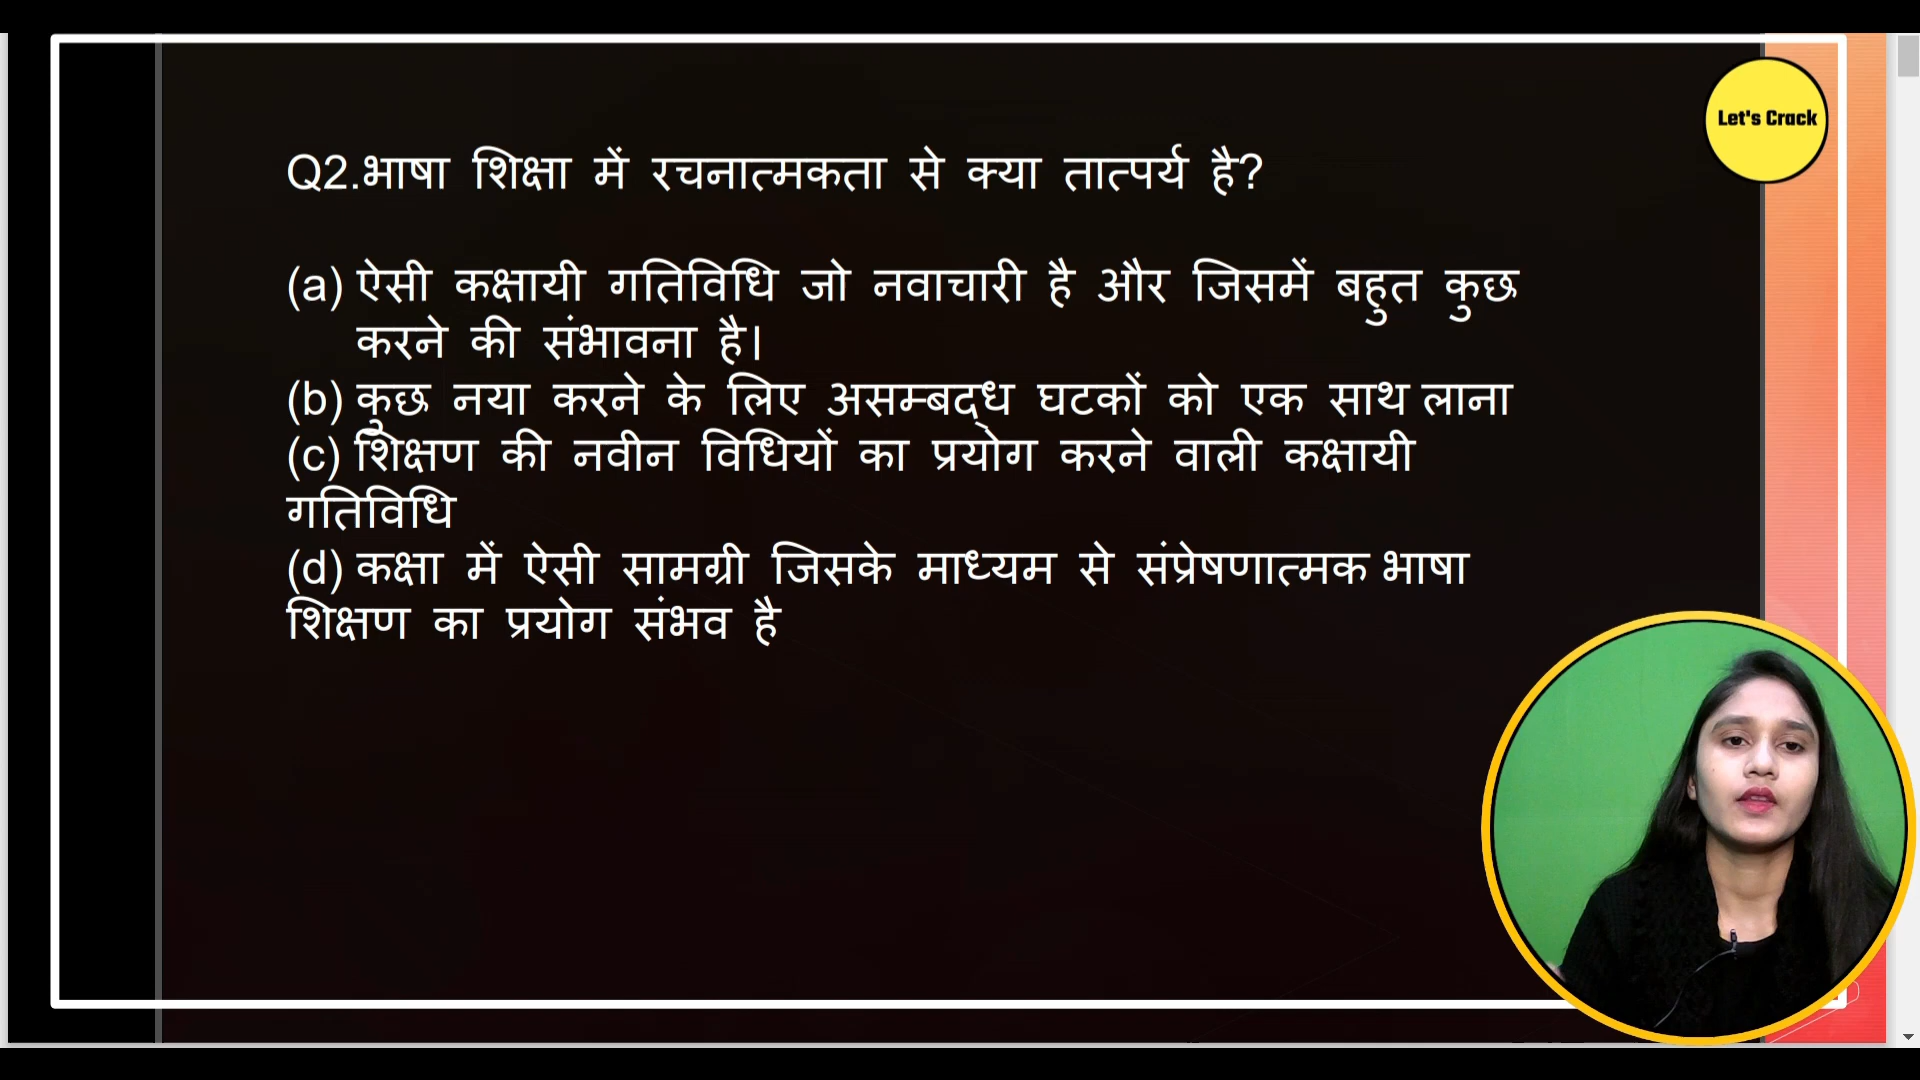 Let's Crack
Q2.भाषा शिक्षा में रचनात्मकता से क्या तात्पर्य है?
(a) ऐसी कक्षायी गतिविधि जो नवाचारी है और जिसमें बहुत कुछ
करने की संभावना है।
(b) कुछ नया करने के लिए असम्बद्ध घटकों को एक साथ लाना
(c) शिक्षण की नवीन विधियों का प्रयोग करने वाली कक्षायी
गतिविधि
(d) कक्षा में ऐसी सामग्री जिसके माध्यम से संप्रेषणात्मक भाषा
शिक्षण का प्रयोग संभव है